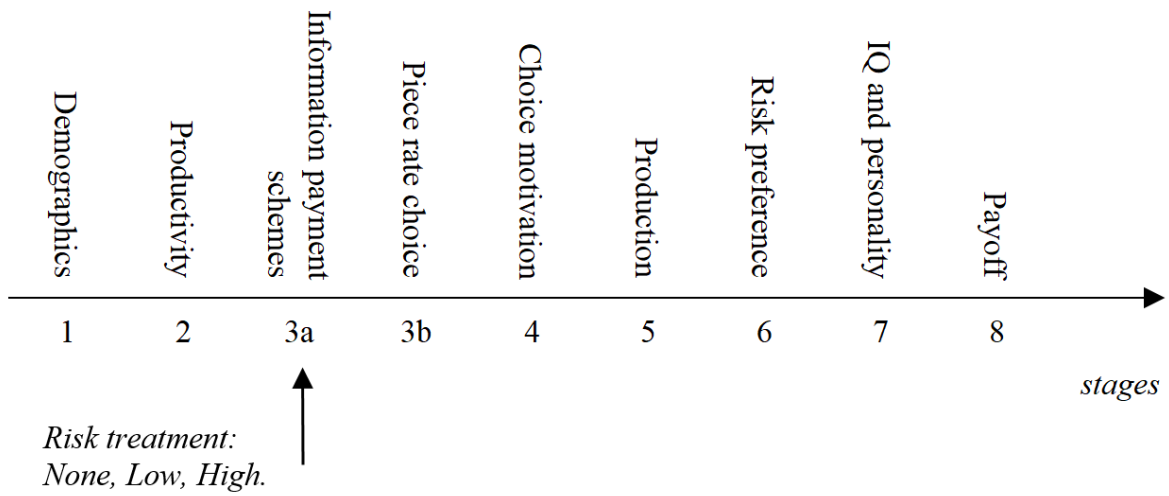 Demographics
Productivity
Information payment
schemes
Piece rate choice
Choice motivation
Production
Risk preference
IQ and personality
Payoff
1 2 3a 3b 4 5 6 7 8
stages
Risk treatment:
None, Low, High.